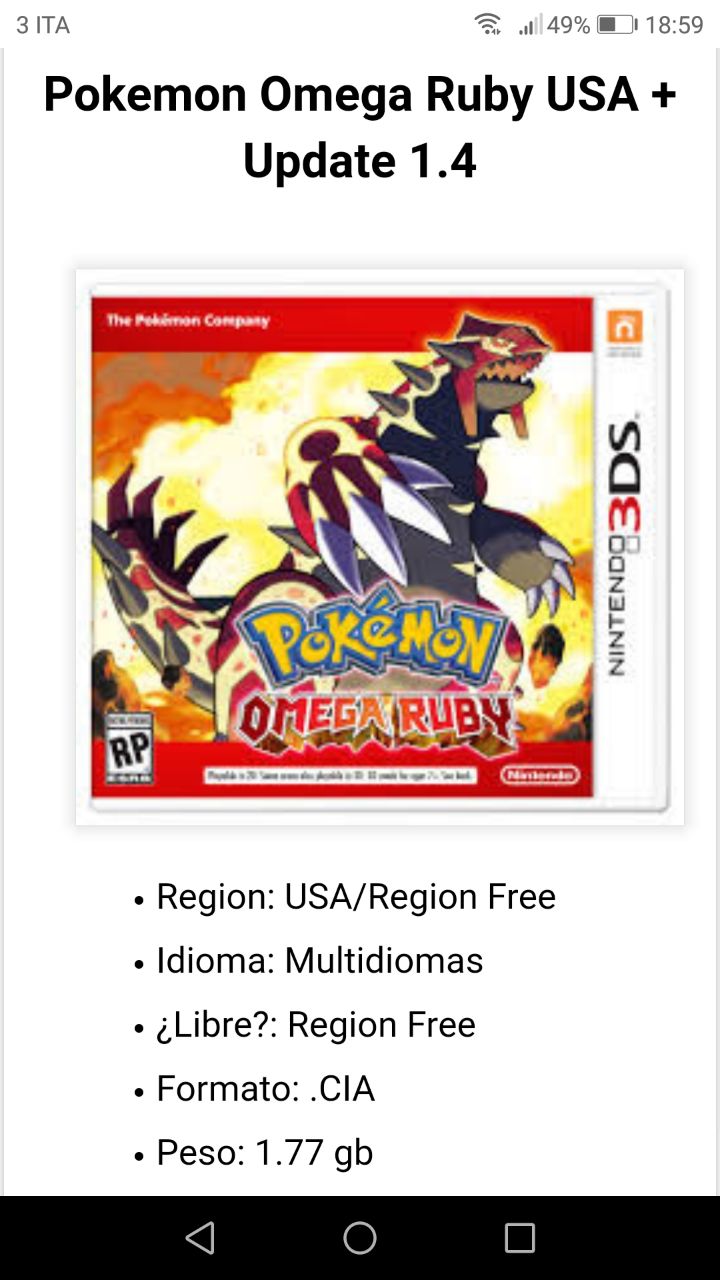 3 ITA
49%
18:59
Pokemon Omega Ruby USA +
Update 1.4
The Pokémon Company
NINTENDO 3DS
POKéMON
OMEGA RUBY
RP
Nintendo
• Region: USA/Region Free
• Idioma: Multidiomas
• ¿Libre?: Region Free
• Formato: .CIA
• Peso: 1.77 gb